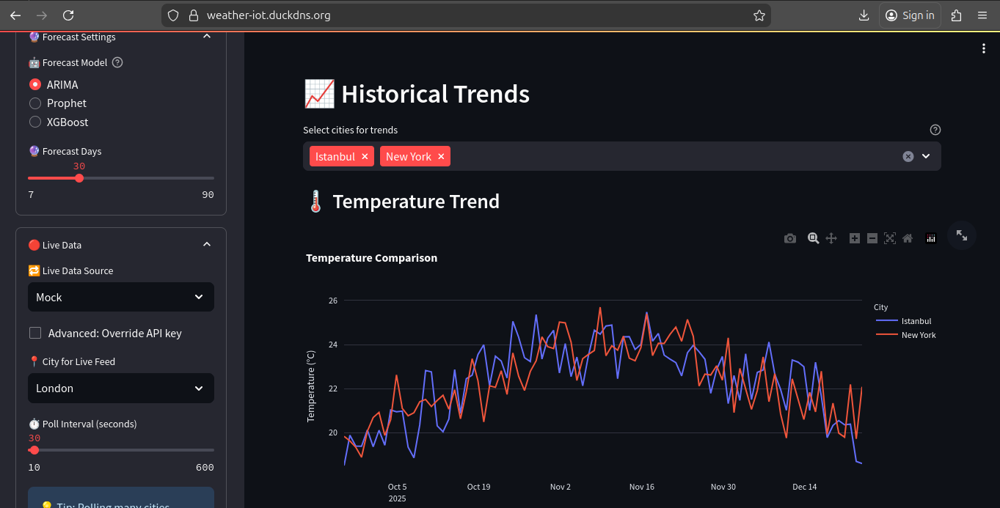 weather-iot.duckdns.org
Sign in
Forecast Settings
Forecast Model
ARIMA
Prophet
XGBoost
Forecast Days
30
7 90
Live Data
Live Data Source
Mock
Advanced: Override API key
City for Live Feed
London
Poll Interval (seconds)
30
10 600
Tip: Polling many cities
Historical Trends
Select cities for trends
Istanbul × New York ×
Temperature Trend
Temperature Comparison
26
24
22
20
Temperature (°C)
Oct 5 Oct 19 Nov 2 Nov 16 Nov 30 Dec 14
2025
City
Istanbul
New York